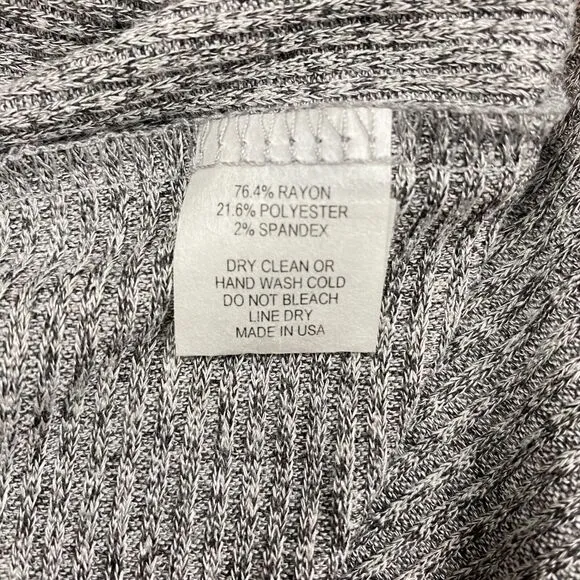 76.4% RAYON
21.6% POLYESTER
2% SPANDEX
DRY CLEAN OR
HAND WASH COLD
DO NOT BLEACH
LINE DRY
MADE IN USA